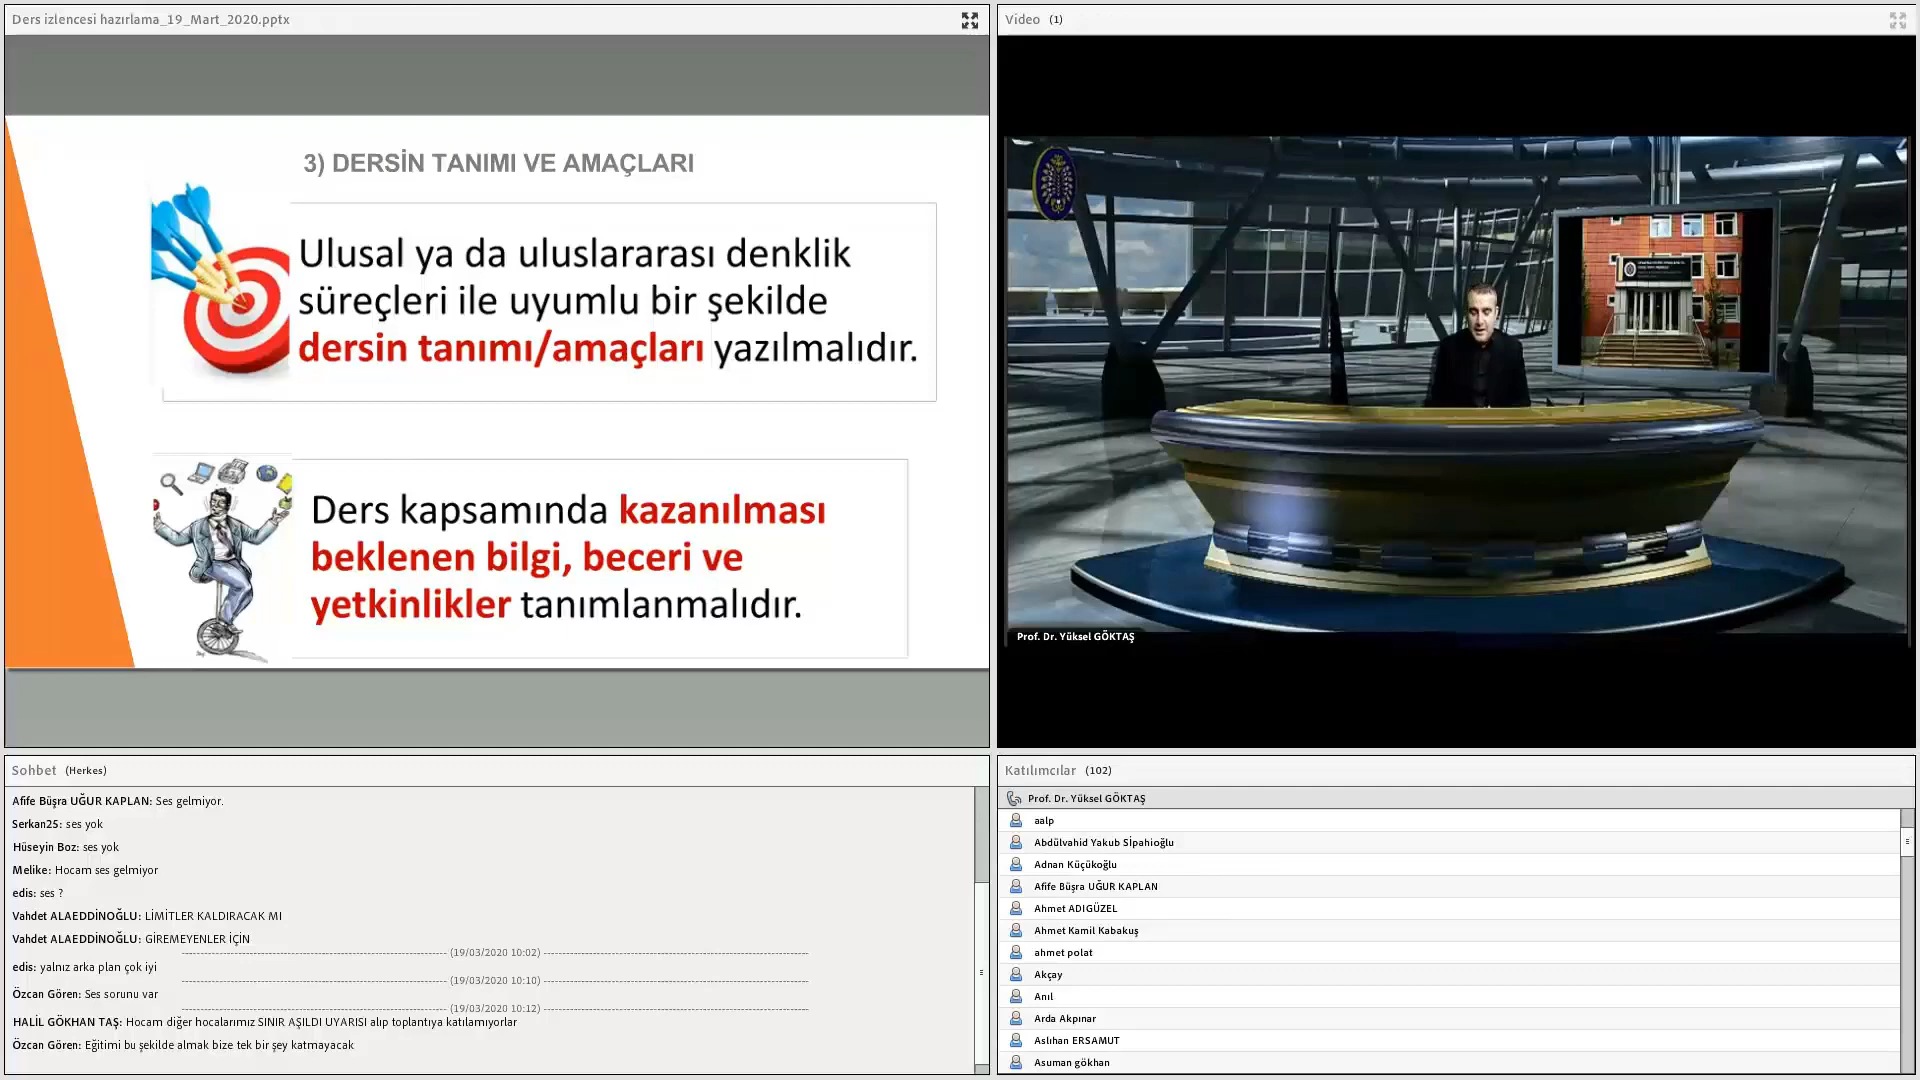 Ders izlencesi hazırlama_19_Mart_2020.pptx
3) DERSİN TANIMI VE AMAÇLARI
Ulusal ya da uluslararası denklik
süreçleri ile uyumlu bir şekilde
dersin tanımı/amaçları yazılmalıdır.
Ders kapsamında kazanılması
beklenen bilgi, beceri ve
yetkinlikler tanımlanmalıdır.
Video (1)
Prof. Dr. Yüksel GÖKTAŞ
Sohbet (Herkes)
Afife Büşra UĞUR KAPLAN: Ses gelmiyor.
Serkan25: ses yok
Hüseyin Boz: ses yok
Melike: Hocam ses gelmiyor
edis: ses ?
Vahdet ALAEDDİNOĞLU: LİMİTLER KALDIRACAK MI
Vahdet ALAEDDİNOĞLU: GİREMEYENLER İÇİN
(19/03/2020 10:02)
edis: yalnız arka plan çok iyi
(19/03/2020 10:10)
Özcan Gören: Ses sorunu var
(19/03/2020 10:12)
HALİL GÖKHAN TAŞ: Hocam diğer hocalarımız SINIR AŞILDI UYARISI alıp toplantıya katılamıyorlar
Özcan Gören: Eğitimi bu şekilde almak bize tek bir şey katmayacak
Katılımcılar (102)
Prof. Dr. Yüksel GÖKTAŞ
aalp
Abdülvahid Yakub Sİpahioğlu
Adnan Küçükoğlu
Afife Büşra UĞUR KAPLAN
Ahmet ADIGÜZEL
Ahmet Kamil Kabakuş
ahmet polat
Akçay
Anıl
Arda Akpınar
Aslıhan ERSAMUT
Asuman gökhan